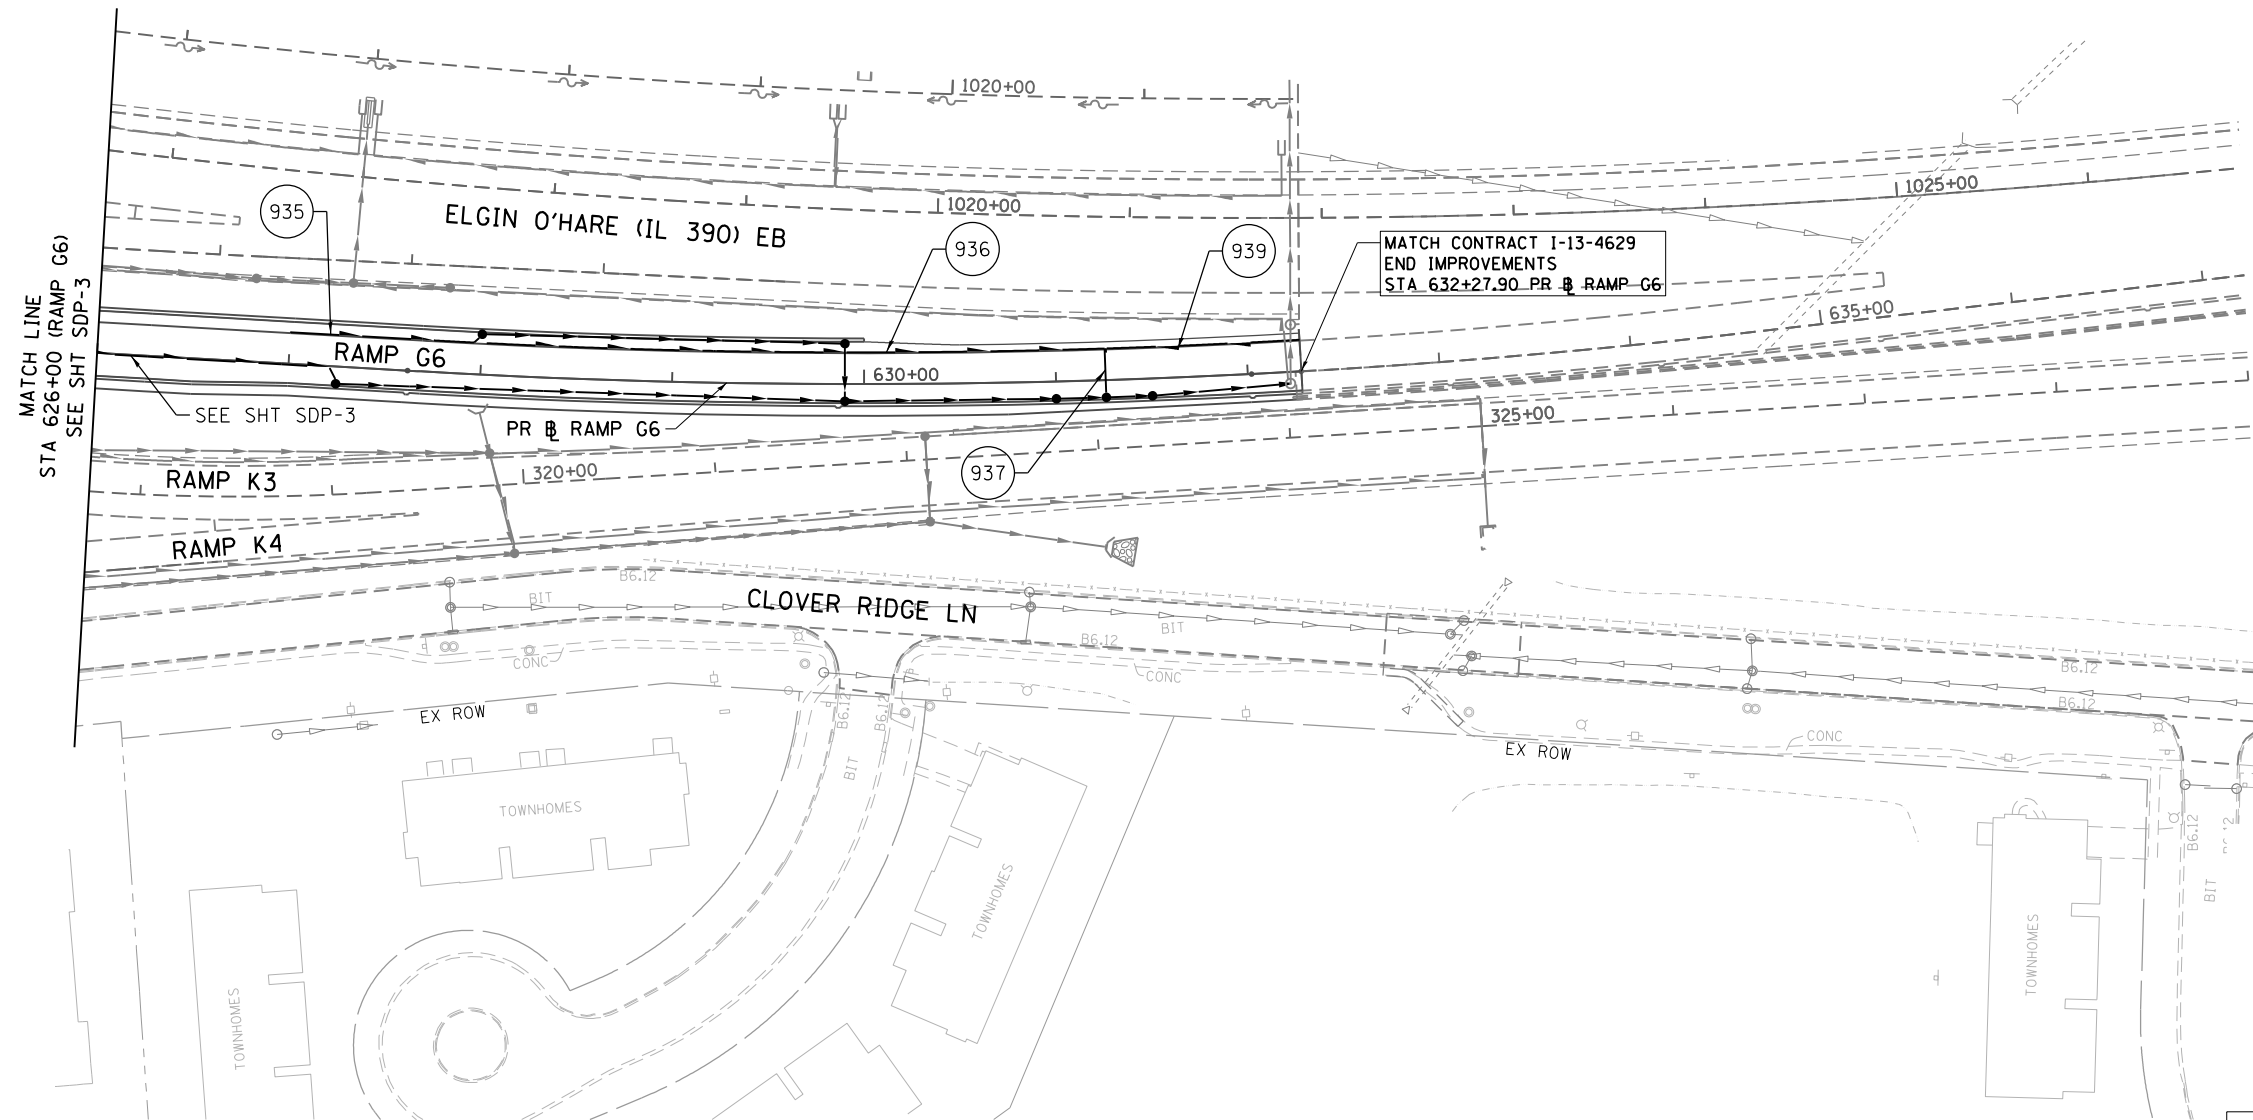 1020+00
1025+00
1020+00
935
ELGIN O'HARE (IL 390) EB
936
939
MATCH CONTRACT I-13-4629
END IMPROVEMENTS
STA 632+27.90 PR BL RAMP G6
MATCH LINE
STA 626+00 (RAMP G6)
SEE SHT SDP-3
635+00
RAMP G6
630+00
SEE SHT SDP-3
PR BL RAMP G6
325+00
937
320+00
RAMP K3
RAMP K4
B6.12
BIT
CLOVER RIDGE LN
BIT
B6.12
CONC
CONC
B6.12
B6.12
B6.12
B6.12
EX ROW
CONC
EX ROW
BIT
TOWNHOMES
TOWNHOMES
B6.12
BIT
TOWNHOMES
TOWNHOMES